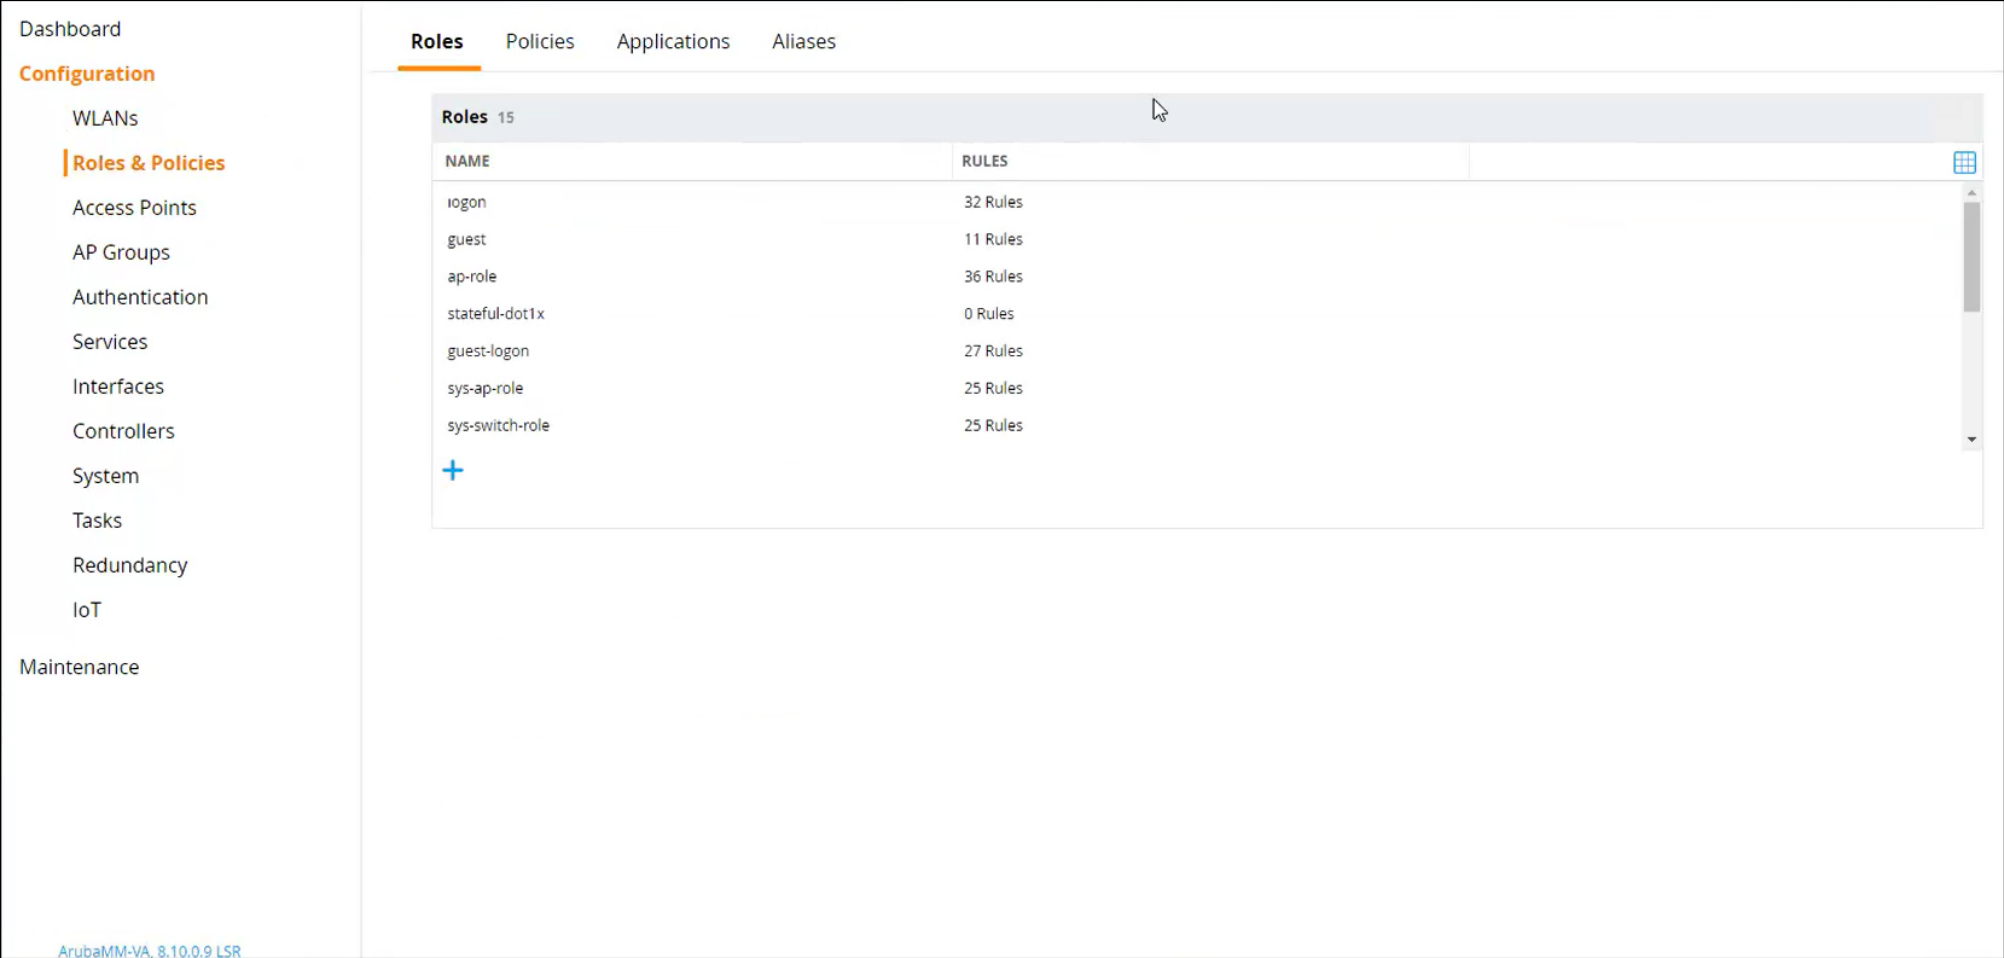 Dashboard
Configuration
WLANs
Roles & Policies
Access Points
AP Groups
Authentication
Services
Interfaces
Controllers
System
Tasks
Redundancy
IoT
Maintenance
ArubaMM-VA, 8.10.0.9 LSR
Roles Policies Applications Aliases
Roles 15
NAME RULES
logon 32 Rules
guest 11 Rules
ap-role 36 Rules
stateful-dot1x 0 Rules
guest-logon 27 Rules
sys-ap-role 25 Rules
sys-switch-role 25 Rules